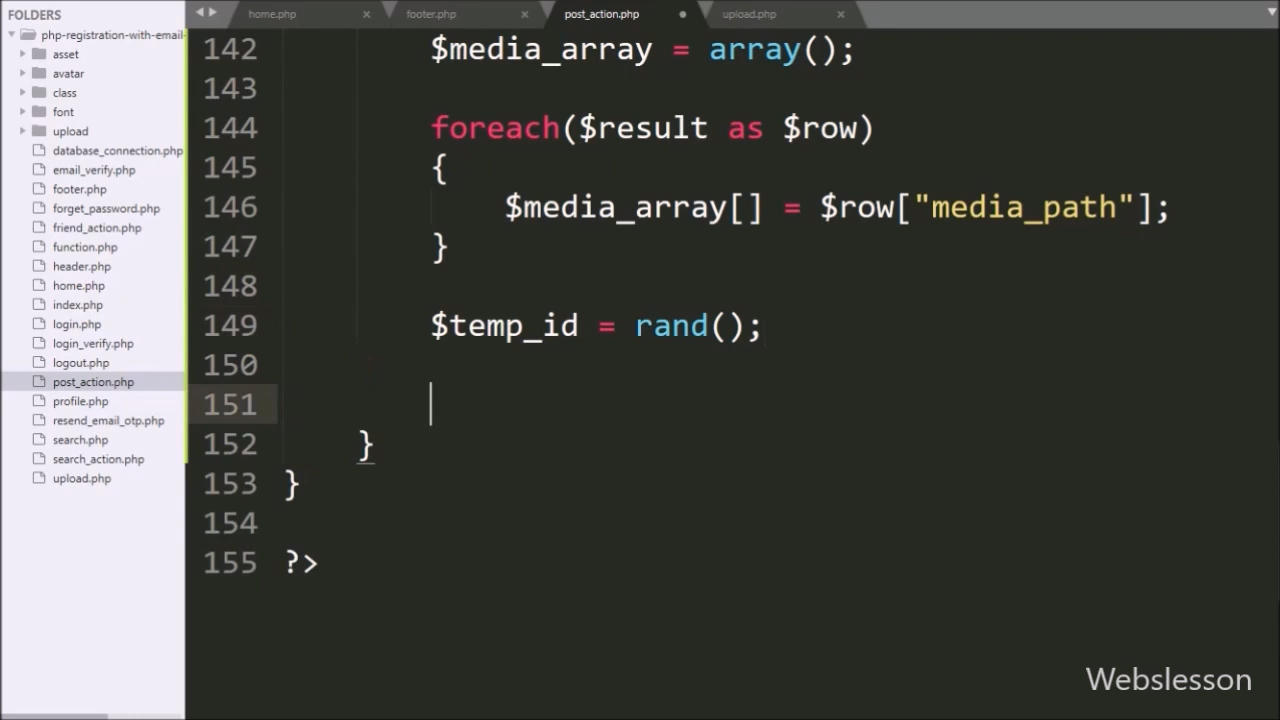 FOLDERS
php-registration-with-email-
asset
avatar
class
font
upload
database_connection.php
email_verify.php
footer.php
forget_password.php
friend_action.php
function.php
header.php
home.php
index.php
login.php
login_verify.php
logout.php
post_action.php
profile.php
resend_email_otp.php
search.php
search_action.php
upload.php
home.php
footer.php
post_action.php
upload.php
142 $media_array = array();
143
144 foreach($result as $row)
145 {
146 $media_array[] = $row["media_path"];
147 }
148
149 $temp_id = rand();
150
151
152 }
153 }
154
155 ?>
Webslesson